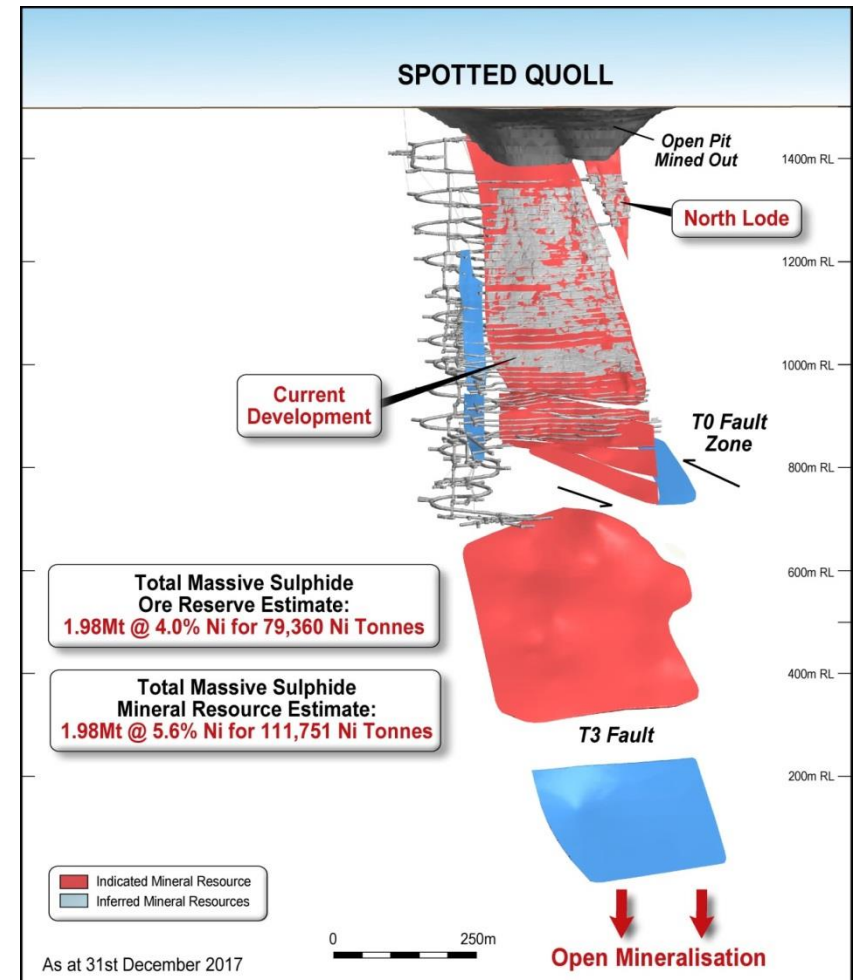 SPOTTED QUOLL
Open Pit
Mined Out
1400m RL
North Lode
1200m RL
1000m RL
Current
Development
T0 Fault
Zone
800m RL
Total Massive Sulphide
Ore Reserve Estimate:
1.98Mt @ 4.0% Ni for 79,360 Ni Tonnes
600m RL
Total Massive Sulphide
Mineral Resource Estimate:
1.98Mt @ 5.6% Ni for 111,751 Ni Tonnes
400m RL
T3 Fault
200m RL
Indicated Mineral Resource
Inferred Mineral Resources
0 250m
As at 31st December 2017
Open Mineralisation